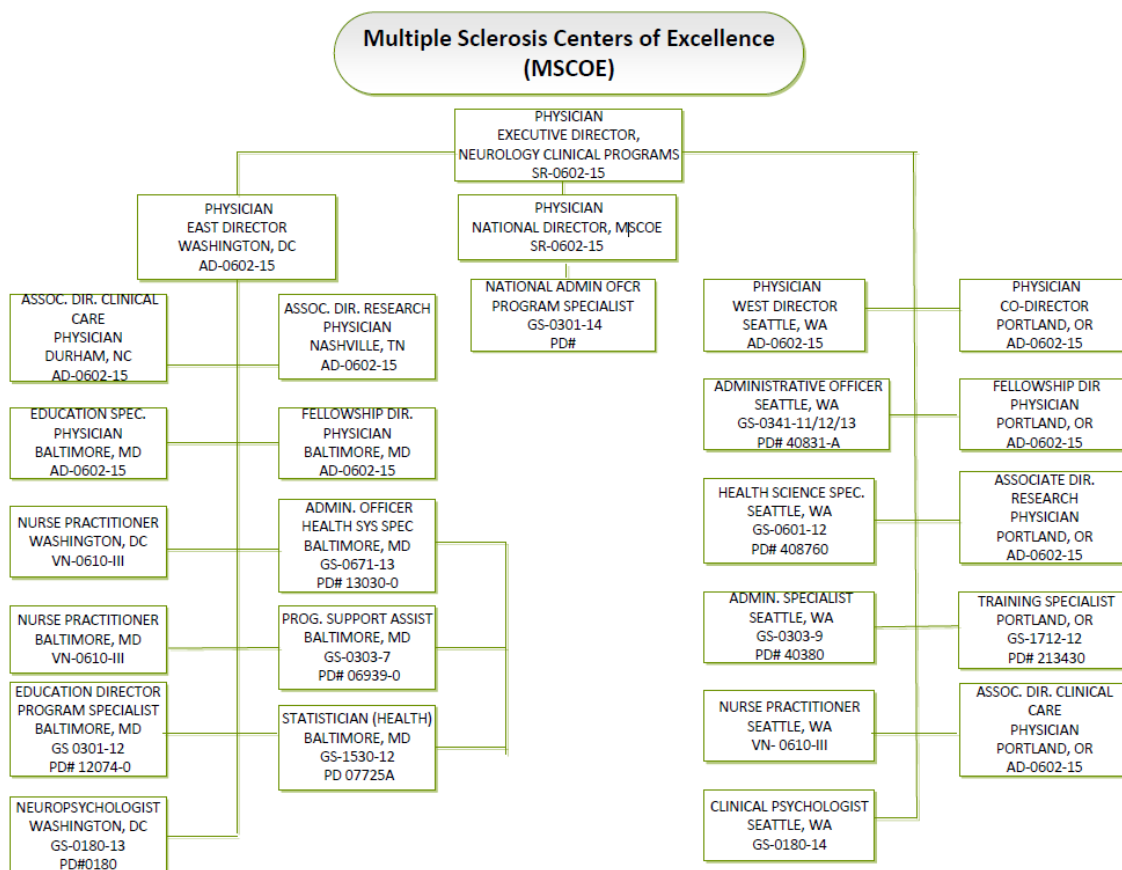 Multiple Sclerosis Centers of Excellence
(MSCOE)
PHYSICIAN
EXECUTIVE DIRECTOR,
NEUROLOGY CLINICAL PROGRAMS
SR-0602-15
PHYSICIAN
EAST DIRECTOR
WASHINGTON, DC
AD-0602-15
PHYSICIAN
NATIONAL DIRECTOR, MSCOE
SR-0602-15
NATIONAL ADMIN OFCR
PROGRAM SPECIALIST
GS-0301-14
PD#
ASSOC. DIR. CLINICAL
CARE
PHYSICIAN
DURHAM, NC
AD-0602-15
ASSOC. DIR. RESEARCH
PHYSICIAN
NASHVILLE, TN
AD-0602-15
EDUCATION SPEC.
PHYSICIAN
BALTIMORE, MD
AD-0602-15
FELLOWSHIP DIR.
PHYSICIAN
BALTIMORE, MD
AD-0602-15
NURSE PRACTITIONER
WASHINGTON, DC
VN-0610-III
ADMIN. OFFICER
HEALTH SYS SPEC
BALTIMORE, MD
GS-0671-13
PD# 13030-0
NURSE PRACTITIONER
BALTIMORE, MD
VN-0610-III
PROG. SUPPORT ASSIST
BALTIMORE, MD
GS-0303-7
PD# 06939-0
EDUCATION DIRECTOR
PROGRAM SPECIALIST
BALTIMORE, MD
GS 0301-12
PD# 12074-0
STATISTICIAN (HEALTH)
BALTIMORE, MD
GS-1530-12
PD 07725A
NEUROPSYCHOLOGIST
WASHINGTON, DC
GS-0180-13
PD#0180
PHYSICIAN
WEST DIRECTOR
SEATTLE, WA
AD-0602-15
PHYSICIAN
CO-DIRECTOR
PORTLAND, OR
AD-0602-15
ADMINISTRATIVE OFFICER
SEATTLE, WA
GS-0341-11/12/13
PD# 40831-A
FELLOWSHIP DIR
PHYSICIAN
PORTLAND, OR
AD-0602-15
HEALTH SCIENCE SPEC.
SEATTLE, WA
GS-0601-12
PD# 408760
ASSOCIATE DIR.
RESEARCH
PHYSICIAN
PORTLAND, OR
AD-0602-15
ADMIN. SPECIALIST
SEATTLE, WA
GS-0303-9
PD# 40380
TRAINING SPECIALIST
PORTLAND, OR
GS-1712-12
PD# 213430
NURSE PRACTITIONER
SEATTLE, WA
VN- 0610-III
ASSOC. DIR. CLINICAL
CARE
PHYSICIAN
PORTLAND, OR
AD-0602-15
CLINICAL PSYCHOLOGIST
SEATTLE, WA
GS-0180-14